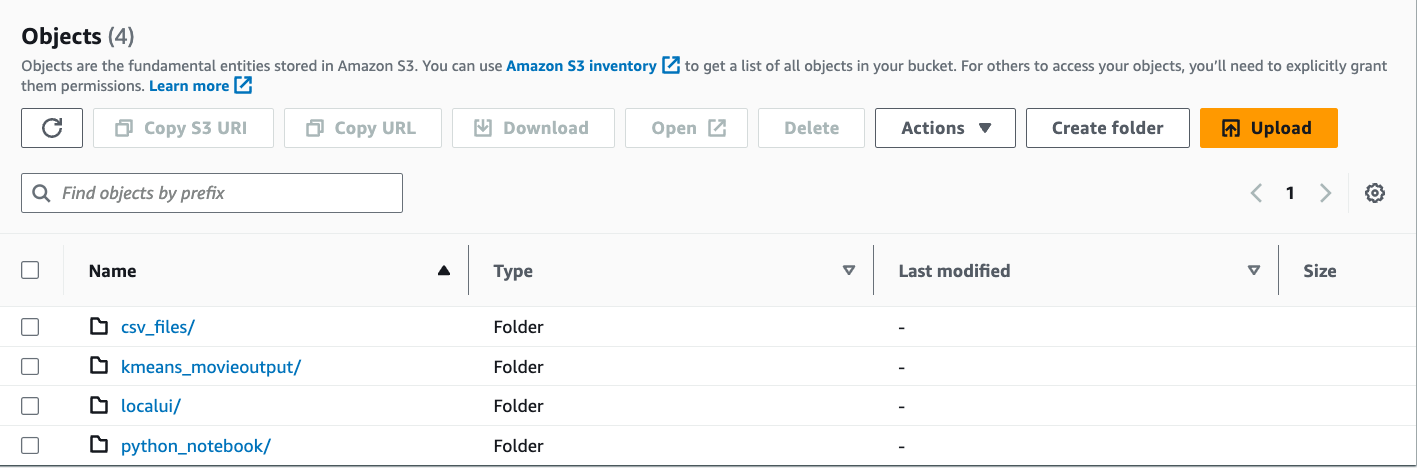 Objects (4)
Objects are the fundamental entities stored in Amazon S3. You can use Amazon S3 inventory to get a list of all objects in your bucket. For others to access your objects, you'll need to explicitly grant
them permissions. Learn more
Copy S3 URI Copy URL Download Open Delete Actions Create folder Upload
Find objects by prefix 1
Name Type Last modified Size
csv_files/ Folder -
kmeans_movieoutput/ Folder -
localui/ Folder -
python_notebook/ Folder -